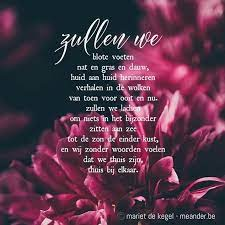 zullen we
blote voeten
nat en gras en dauw,
huid aan huid herinneren
verhalen in de wolken
van toen voor ooit en nu.
zullen we lachen
om niets in het bijzonder
zitten aan zee
tot de zon de einder kust,
en wij zonder woorden voelen
dat we thuis zijn,
thuis bij elkaar.
© mariet de kegel - meander.be